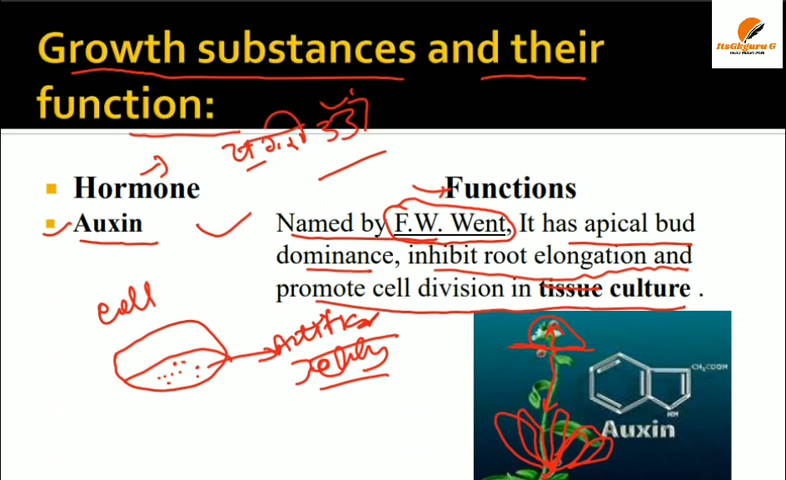 Growth substances and their
function:
ItsGkguru G
Hormone
Functions
Auxin
Named by F.W. Went, It has apical bud
dominance, inhibit root elongation and
promote cell division in tissue culture .
Cell
CH₂COOH
NH
Auxin